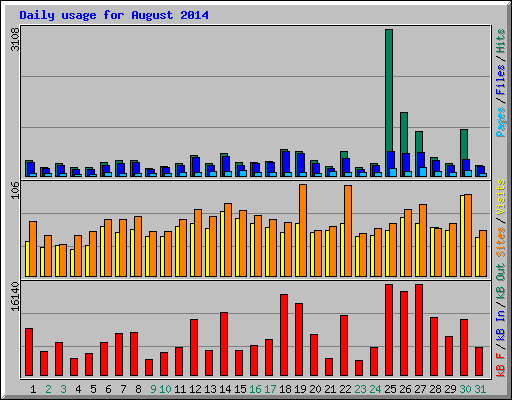 Daily usage for August 2014
3108
Pages / Files / Hits
106
Sites / Visits
16140
kB F / kB In / kB Out
1 2 3 4 5 6 7 8 9 10 11 12 13 14 15 16 17 18 19 20 21 22 23 24 25 26 27 28 29 30 31